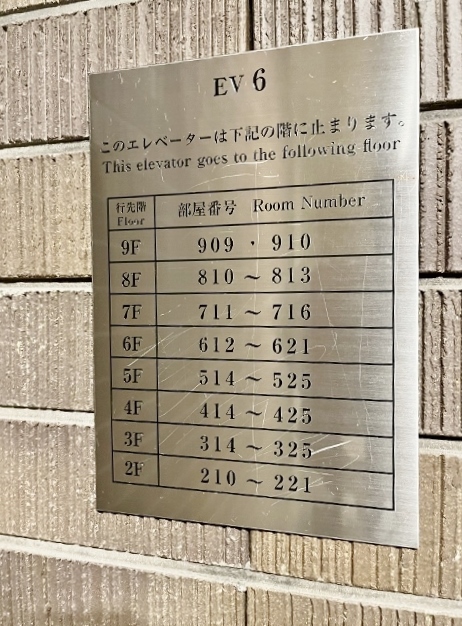 EV 6
このエレベーターは下記の階に止まります。
This elevator goes to the following floor
行先階 部屋番号 Room Number
Floor
9F 909 · 910
8F 810 ~ 813
7F 711 ~ 716
6F 612 ~ 621
5F 514 ~ 525
4F 414 ~ 425
3F 314 ~ 325
2F 210 ~ 221